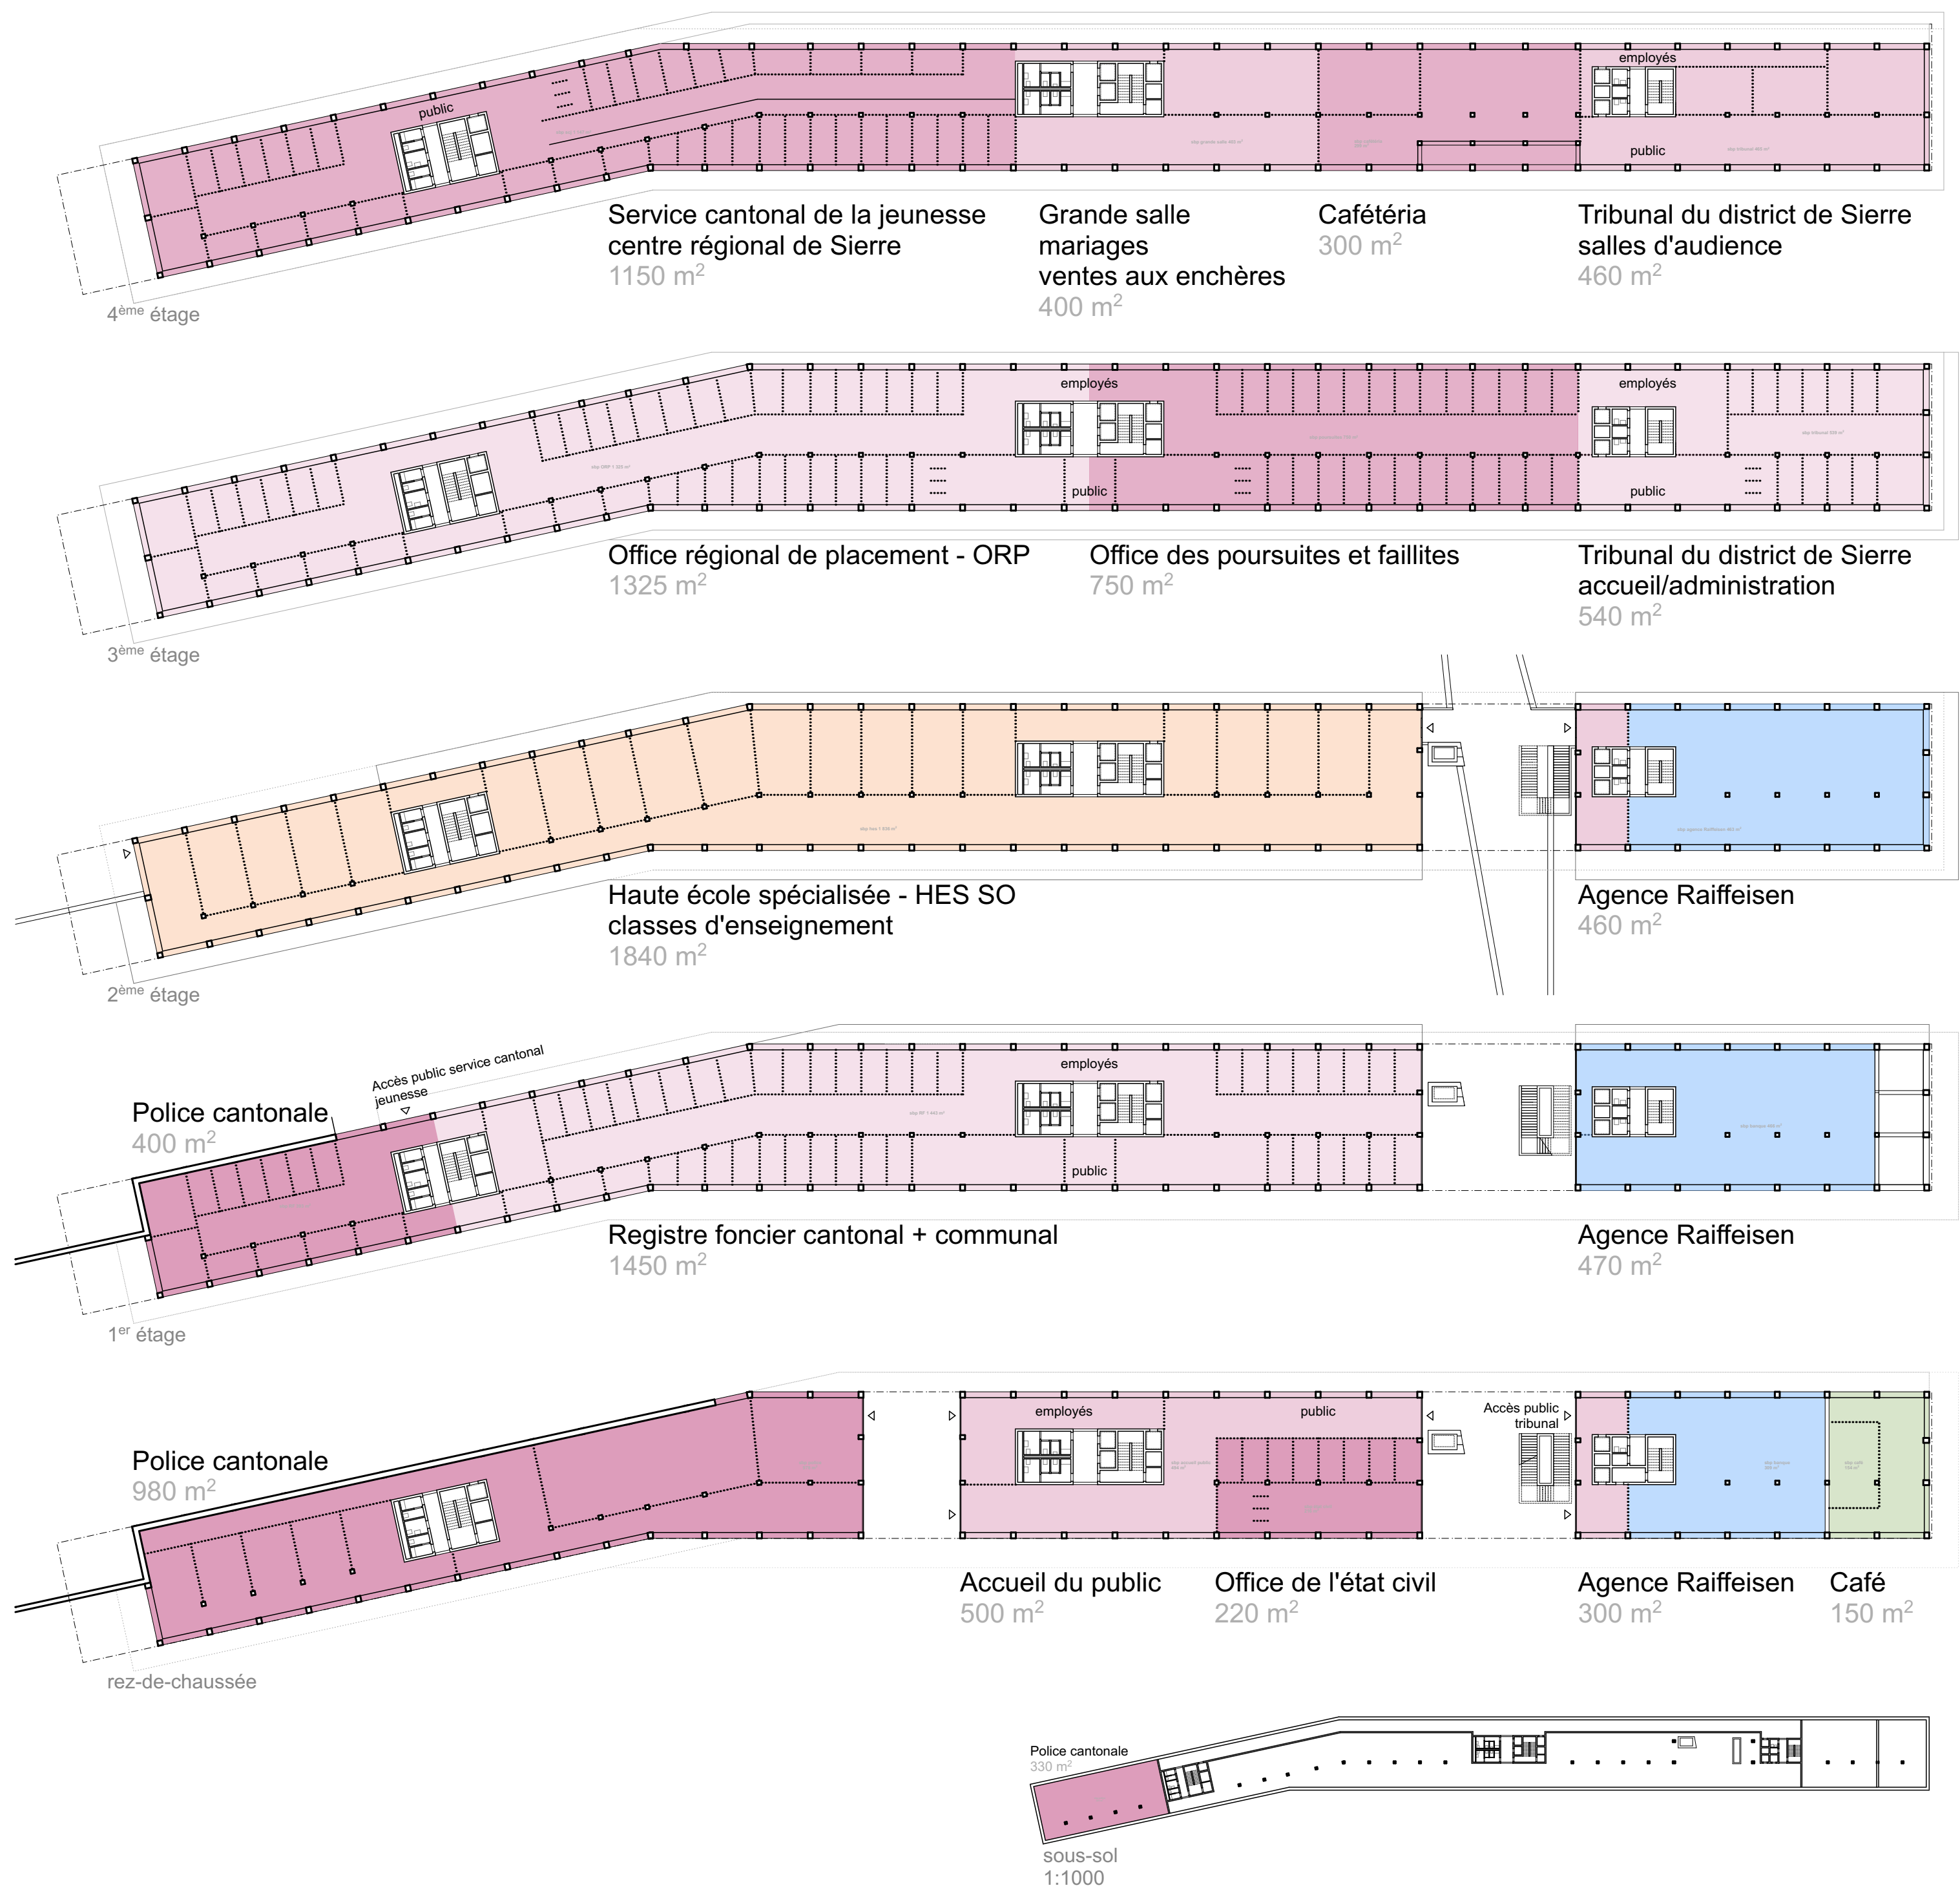 employés
public
public
Service cantonal de la jeunesse
centre régional de Sierre
1150 m²
Grande salle
mariages
ventes aux enchères
400 m²
Cafétéria
300 m²
Tribunal du district de Sierre
salles d'audience
460 m²
4ème étage
employés
employés
public
public
Office régional de placement - ORP
1325 m²
Office des poursuites et faillites
750 m²
Tribunal du district de Sierre
accueil/administration
540 m²
3ème étage
Haute école spécialisée - HES SO
classes d'enseignement
1840 m²
Agence Raiffeisen
460 m²
2ème étage
Accès public service cantonal
jeunesse
employés
Police cantonale
400 m²
public
Registre foncier cantonal + communal
1450 m²
Agence Raiffeisen
470 m²
1er étage
employés
public
Accès public
tribunal
Police cantonale
980 m²
Accueil du public
500 m²
Office de l'état civil
220 m²
Agence Raiffeisen
300 m²
Café
150 m²
rez-de-chaussée
Police cantonale
330 m²
sous-sol
1:1000